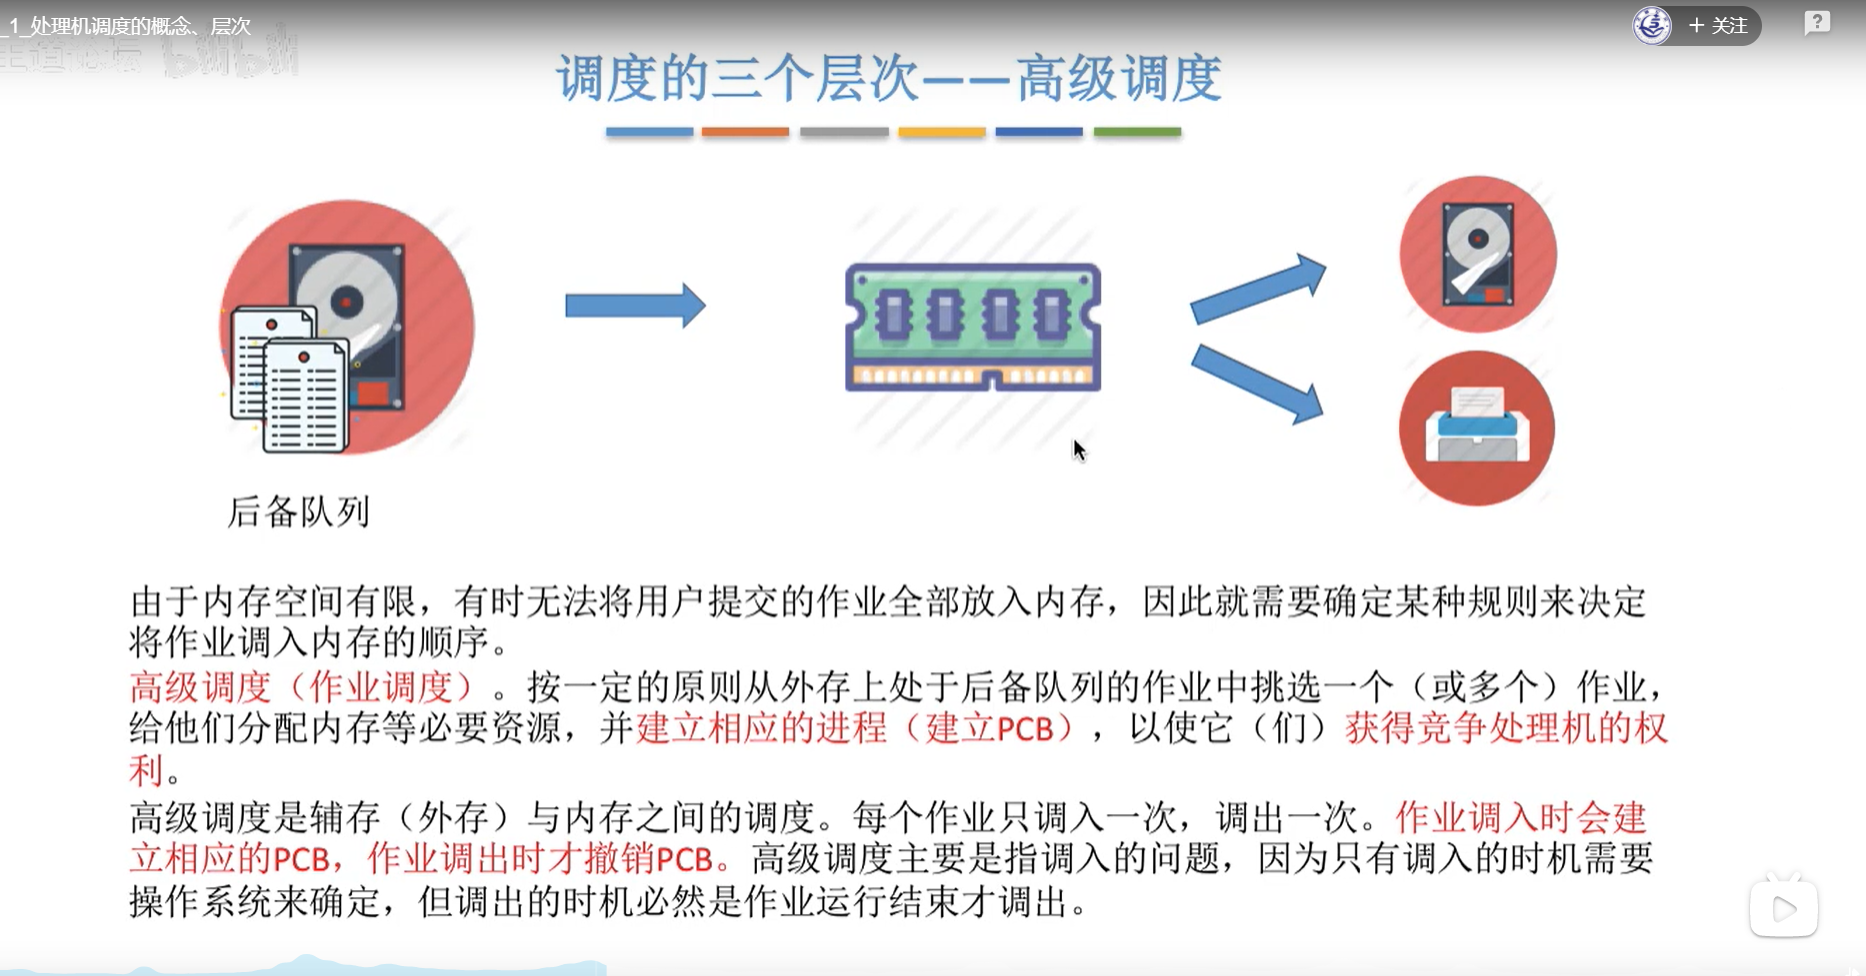 _1_处理机调度的概念、层次
王道论坛 bilibili
+ 关注
?
调度的三个层次——高级调度
后备队列
由于内存空间有限，有时无法将用户提交的作业全部放入内存，因此就需要确定某种规则来决定
将作业调入内存的顺序。
高级调度（作业调度）。按一定的原则从外存上处于后备队列的作业中挑选一个（或多个）作业，
给他们分配内存等必要资源，并建立相应的进程（建立PCB），以使它（们）获得竞争处理机的权
利。
高级调度是辅存（外存）与内存之间的调度。每个作业只调入一次，调出一次。作业调入时会建
立相应的PCB，作业调出时才撤销PCB。高级调度主要是指调入的问题，因为只有调入的时机需要
操作系统来确定，但调出的时机必然是作业运行结束才调出。